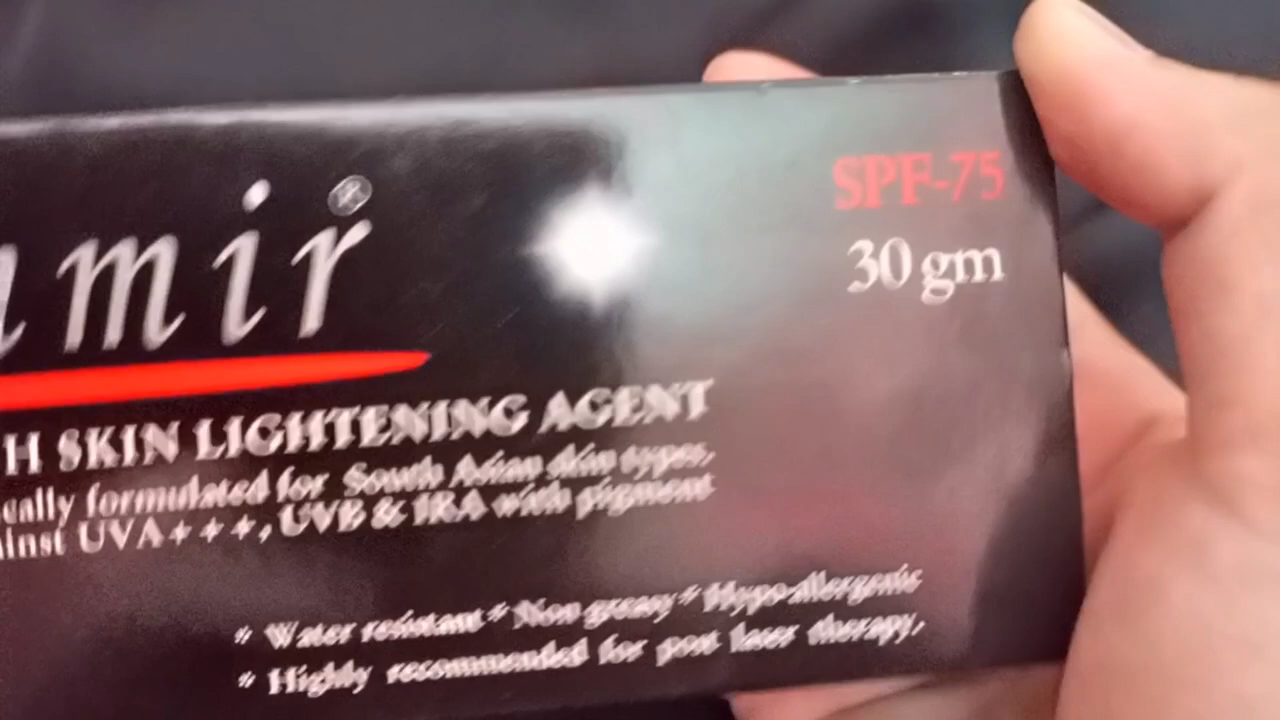 SPF-75
30 gm
mir
H SKIN LIGHTENING AGENT
cally formulated for South Asian skin types,
inst UVA+++, UVB & IRA with pigment
* Water resistant * Non greasy * Hypo-allergenic
* Highly recommended for post laser therapy,